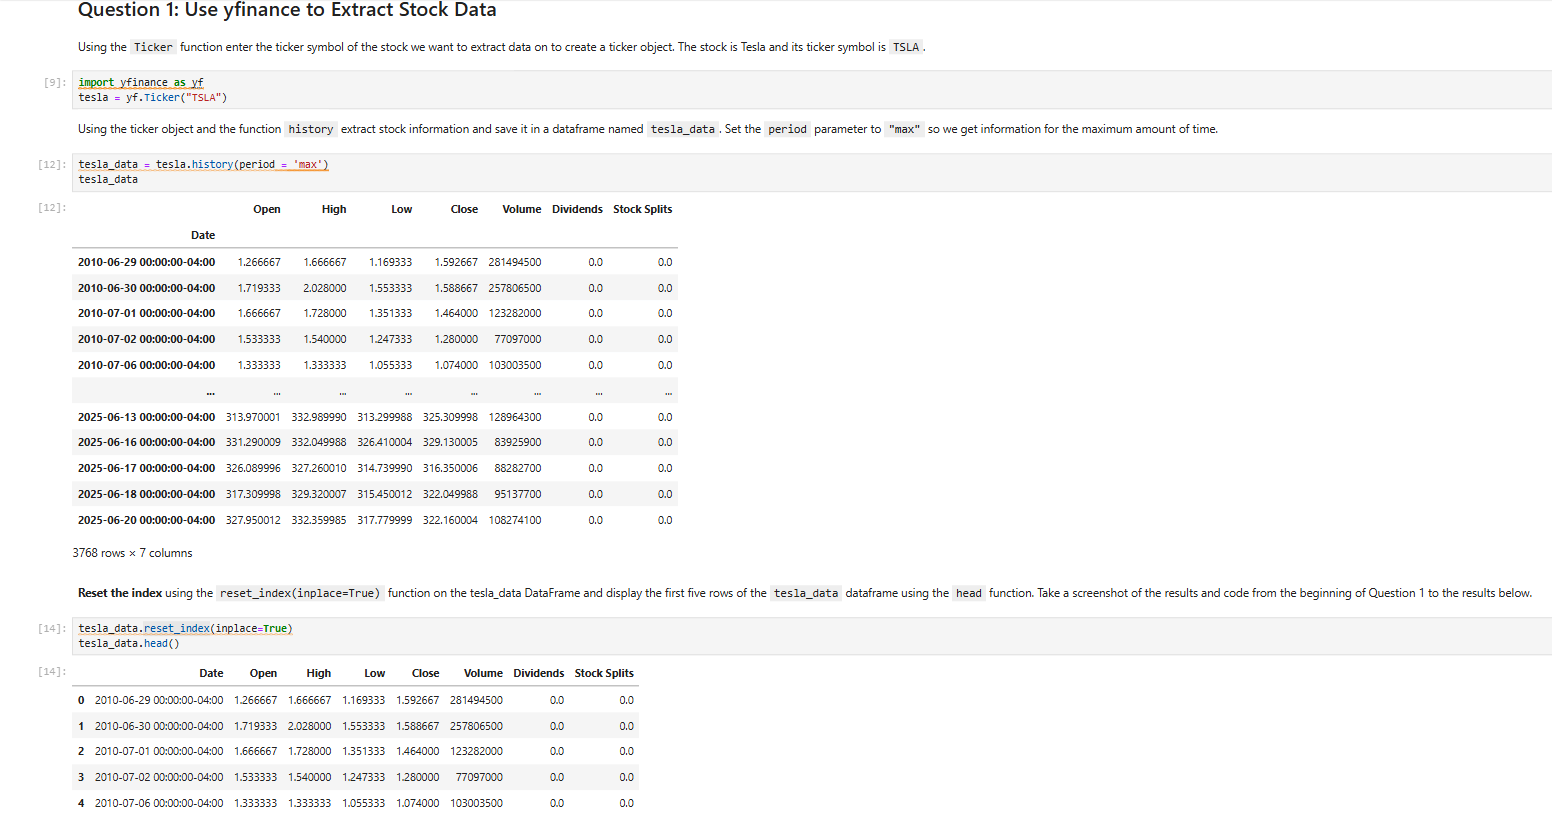 Question 1: Use yfinance to Extract Stock Data
Using the Ticker function enter the ticker symbol of the stock we want to extract data on to create a ticker object. The stock is Tesla and its ticker symbol is TSLA .
[9]: import yfinance as yf
tesla = yf.Ticker("TSLA")
Using the ticker object and the function history extract stock information and save it in a dataframe named tesla_data . Set the period parameter to "max" so we get information for the maximum amount of time.
[12]: tesla_data = tesla.history(period = 'max')
tesla_data
[12]: Open High Low Close Volume Dividends Stock Splits
Date
2010-06-29 00:00:00-04:00 1.266667 1.666667 1.169333 1.592667 281494500 0.0 0.0
2010-06-30 00:00:00-04:00 1.719333 2.028000 1.553333 1.588667 257806500 0.0 0.0
2010-07-01 00:00:00-04:00 1.666667 1.728000 1.351333 1.464000 123282000 0.0 0.0
2010-07-02 00:00:00-04:00 1.533333 1.540000 1.247333 1.280000 77097000 0.0 0.0
2010-07-06 00:00:00-04:00 1.333333 1.333333 1.055333 1.074000 103003500 0.0 0.0
... ... ... ... ... ... ... ...
2025-06-13 00:00:00-04:00 313.970001 332.989990 313.299988 325.309998 128964300 0.0 0.0
2025-06-16 00:00:00-04:00 331.290009 332.049988 326.410004 329.130005 83925900 0.0 0.0
2025-06-17 00:00:00-04:00 326.089996 327.260010 314.739990 316.350006 88282700 0.0 0.0
2025-06-18 00:00:00-04:00 317.309998 329.320007 315.450012 322.049988 95137700 0.0 0.0
2025-06-20 00:00:00-04:00 327.950012 332.359985 317.779999 322.160004 108274100 0.0 0.0
3768 rows × 7 columns
Reset the index using the reset_index(inplace=True) function on the tesla_data DataFrame and display the first five rows of the tesla_data dataframe using the head function. Take a screenshot of the results and code from the beginning of Question 1 to the results below.
[14]: tesla_data.reset_index(inplace=True)
tesla_data.head()
[14]: Date Open High Low Close Volume Dividends Stock Splits
0 2010-06-29 00:00:00-04:00 1.266667 1.666667 1.169333 1.592667 281494500 0.0 0.0
1 2010-06-30 00:00:00-04:00 1.719333 2.028000 1.553333 1.588667 257806500 0.0 0.0
2 2010-07-01 00:00:00-04:00 1.666667 1.728000 1.351333 1.464000 123282000 0.0 0.0
3 2010-07-02 00:00:00-04:00 1.533333 1.540000 1.247333 1.280000 77097000 0.0 0.0
4 2010-07-06 00:00:00-04:00 1.333333 1.333333 1.055333 1.074000 103003500 0.0 0.0